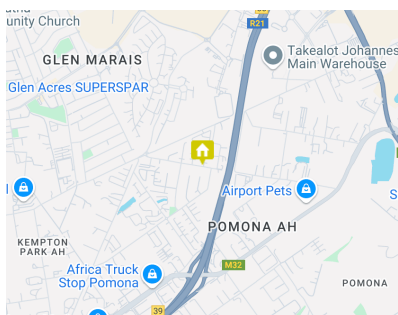 unity Church
R21
Takealot Johannes
Main Warehouse
GLEN MARAIS
Glen Acres SUPERSPAR
Airport Pets
S
POMONA AH
KEMPTON
PARK AH
M32
Africa Truck
Stop Pomona
POMONA
39